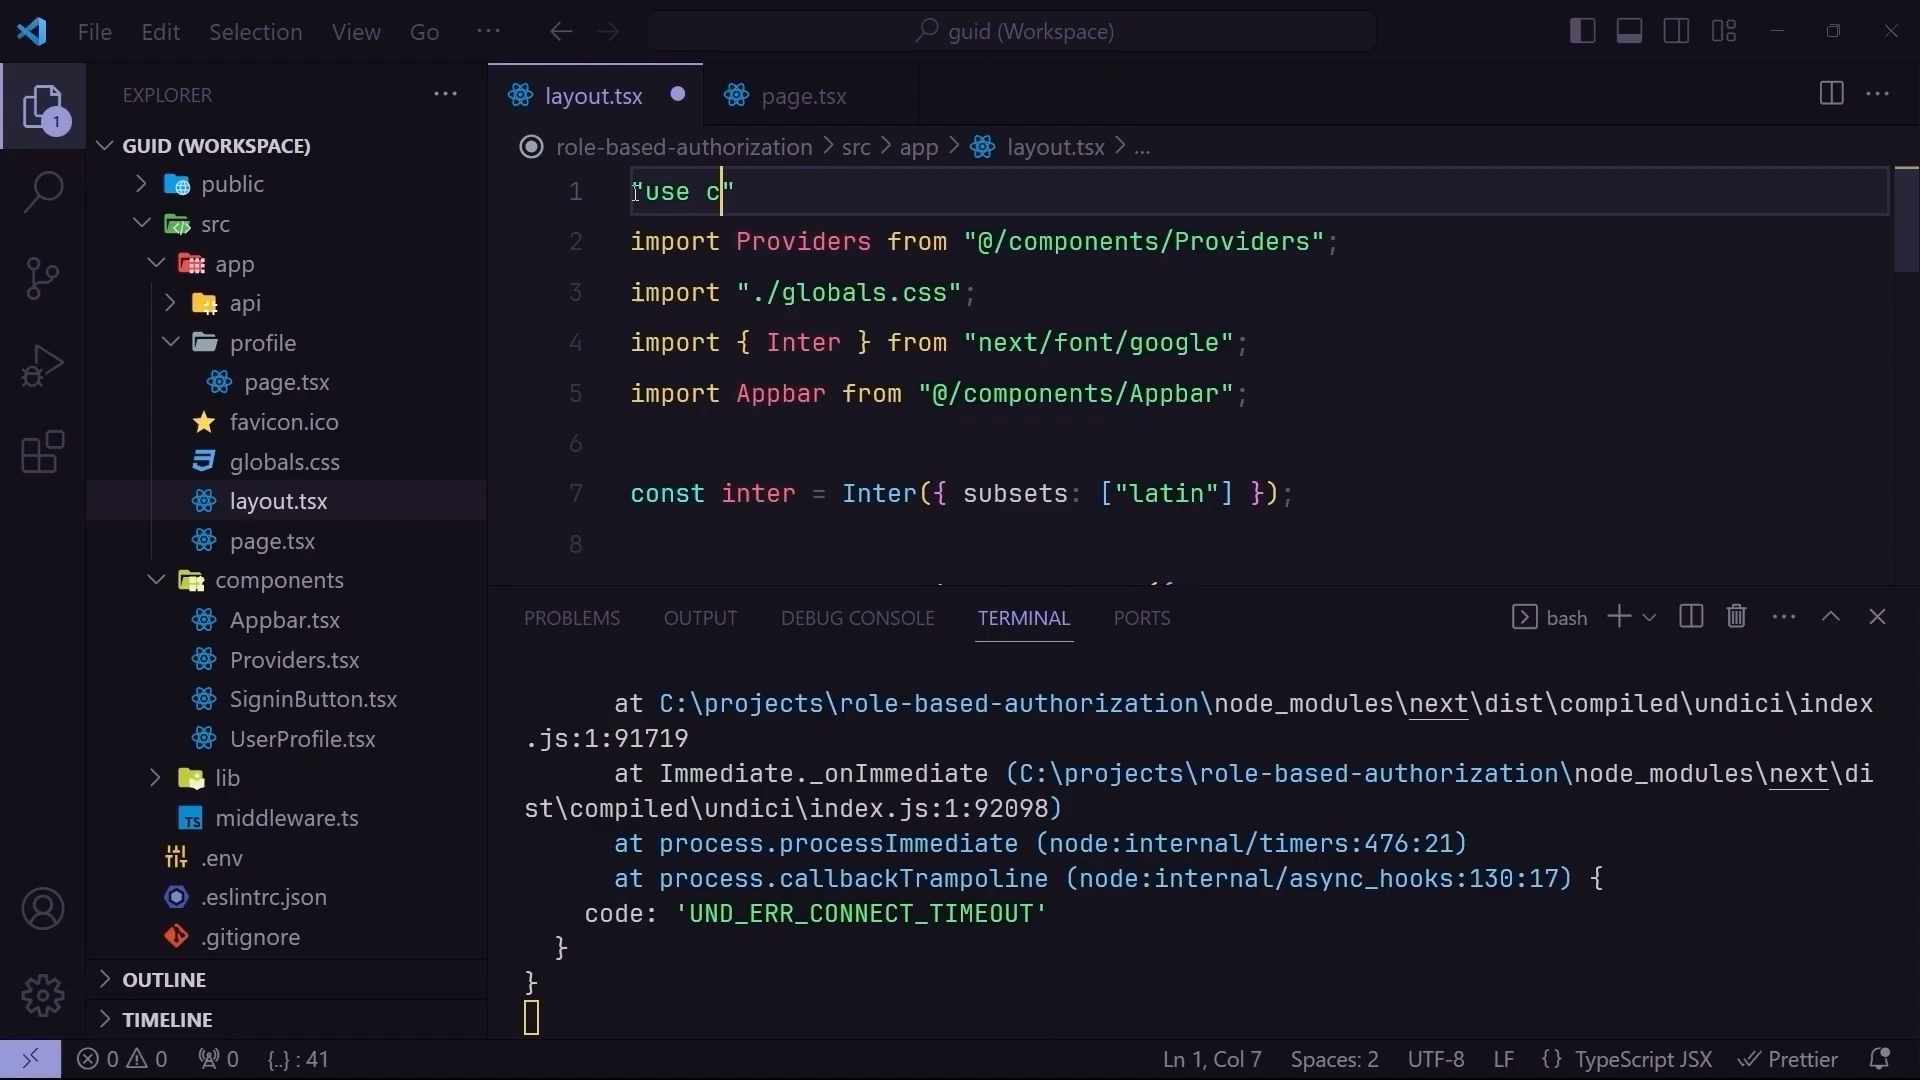 File Edit Selection View Go ··· guid (Workspace)
EXPLORER ···
1
GUID (WORKSPACE)
public
src
app
api
profile
page.tsx
favicon.ico
globals.css
layout.tsx
page.tsx
components
Appbar.tsx
Providers.tsx
SigninButton.tsx
UserProfile.tsx
lib
TS middleware.ts
.env
.eslintrc.json
.gitignore
OUTLINE
TIMELINE
layout.tsx page.tsx
role-based-authorization > src > app > layout.tsx > ...
1 "use c"
2 import Providers from "@/components/Providers";
3 import "./globals.css";
4 import { Inter } from "next/font/google";
5 import Appbar from "@/components/Appbar";
6
7 const inter = Inter({ subsets: ["latin"] });
8
PROBLEMS OUTPUT DEBUG CONSOLE TERMINAL PORTS bash
at C:\projects\role-based-authorization\node_modules\next\dist\compiled\undici\index
.js:1:91719
at Immediate._onImmediate (C:\projects\role-based-authorization\node_modules\next\di
st\compiled\undici\index.js:1:92098)
at process.processImmediate (node:internal/timers:476:21)
at process.callbackTrampoline (node:internal/async_hooks:130:17) {
code: 'UND_ERR_CONNECT_TIMEOUT'
}
}
0 0 0 {..} : 41 Ln 1, Col 7 Spaces: 2 UTF-8 LF {} TypeScript JSX Prettier